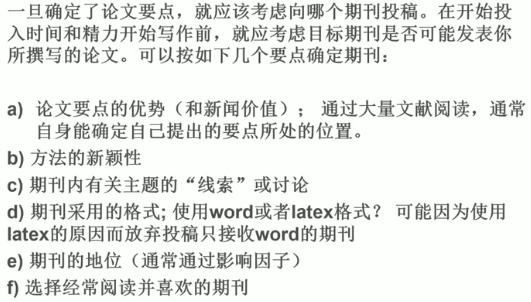 一旦确定了论文要点，就应该考虑向哪个期刊投稿。在开始投
入时间和精力开始写作前，就应考虑目标期刊是否可能发表你
所撰写的论文。可以按如下几个要点确定期刊：
a) 论文要点的优势（和新闻价值）； 通过大量文献阅读，通常
自身能确定自己提出的要点所处的位置。
b) 方法的新颖性
c) 期刊内有关主题的“线索”或讨论
d) 期刊采用的格式; 使用word或者latex格式？ 可能因为使用
latex的原因而放弃投稿只接收word的期刊
e) 期刊的地位（通常通过影响因子）
f) 选择经常阅读并喜欢的期刊